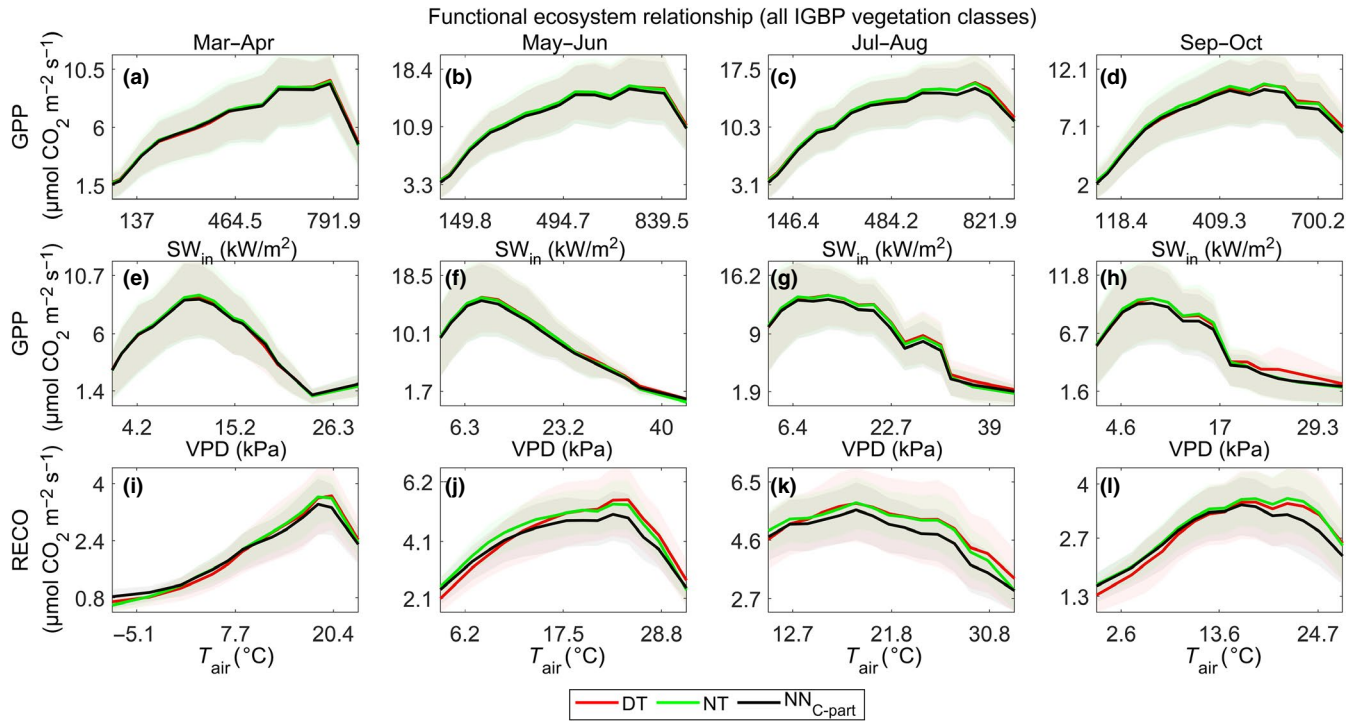 Functional ecosystem relationship (all IGBP vegetation classes)
Mar–Apr May–Jun Jul–Aug Sep–Oct
GPP
(μmol CO2 m−2 s−1)
(a) (b) (c) (d)
10.5 18.4 17.5 12.1
6 10.9 10.3 7.1
1.5 3.3 3.1 2
137 464.5 791.9 149.8 494.7 839.5 146.4 484.2 821.9 118.4 409.3 700.2
SWin (kW/m2) SWin (kW/m2) SWin (kW/m2) SWin (kW/m2)
GPP
(μmol CO2 m−2 s−1)
(e) (f) (g) (h)
10.7 18.5 16.2 11.8
6 10.1 9 6.7
1.4 1.7 1.9 1.6
4.2 15.2 26.3 6.3 23.2 40 6.4 22.7 39 4.6 17 29.3
VPD (kPa) VPD (kPa) VPD (kPa) VPD (kPa)
RECO
(μmol CO2 m−2 s−1)
(i) (j) (k) (l)
4 6.2 6.5 4
2.4 4.1 4.6 2.7
0.8 2.1 2.7 1.3
−5.1 7.7 20.4 6.2 17.5 28.8 12.7 21.8 30.8 2.6 13.6 24.7
Tair (°C) Tair (°C) Tair (°C) Tair (°C)
DT NT NNC-part